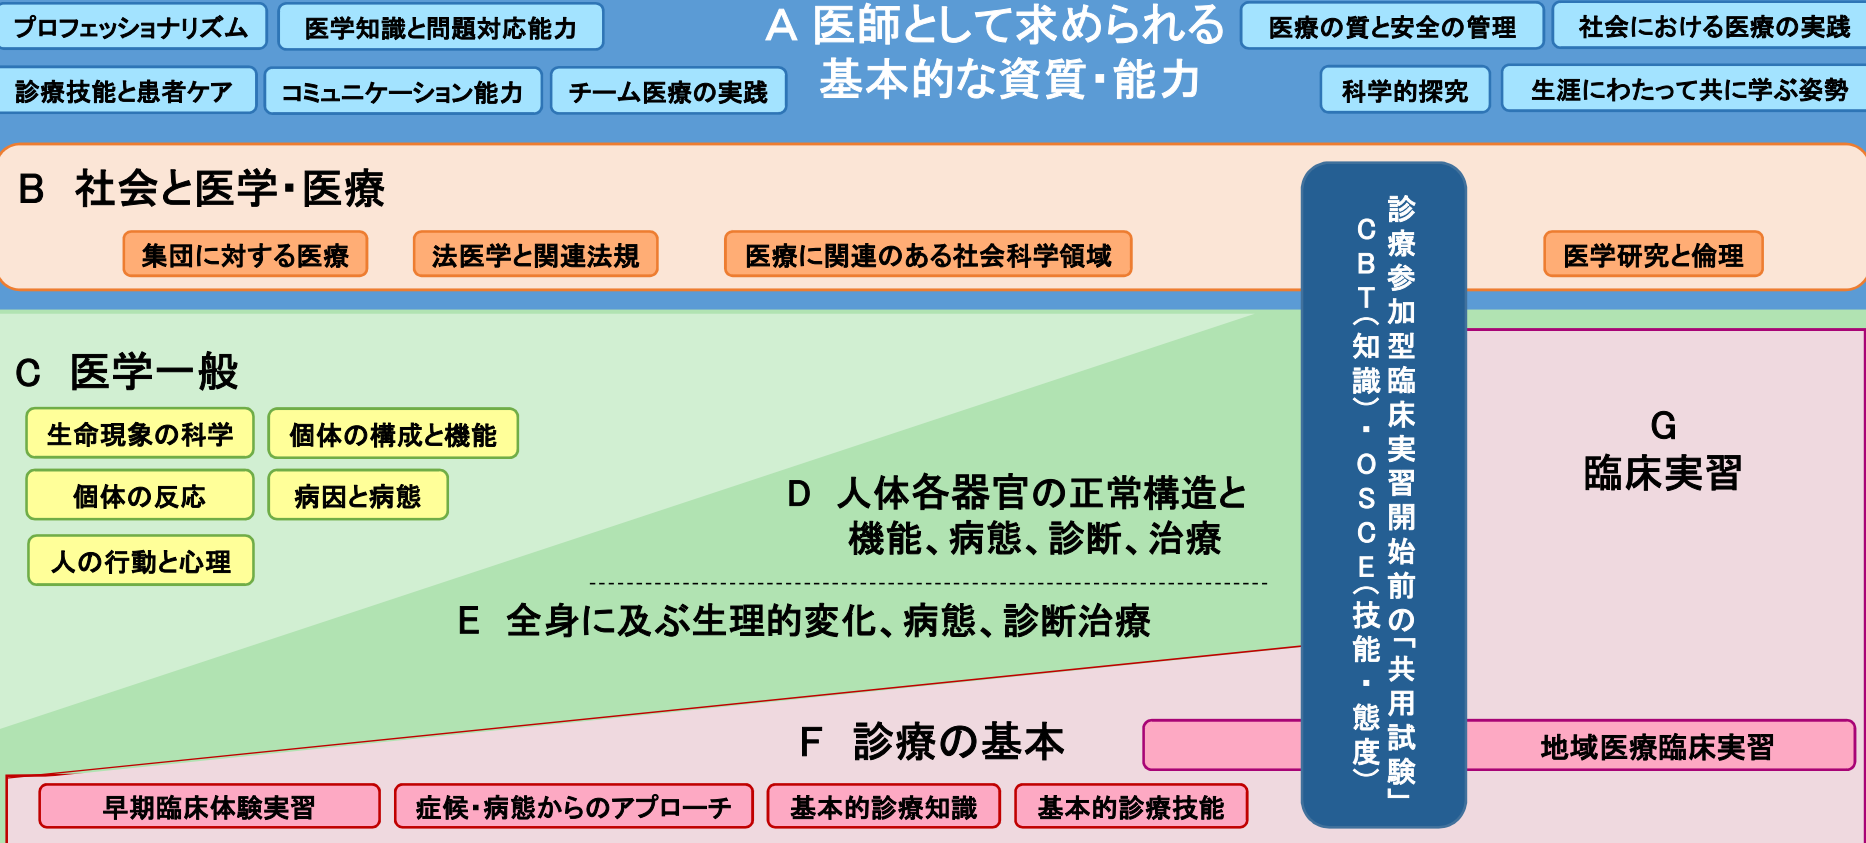 プロフェッショナリズム
医学知識と問題対応能力
A 医師として求められる
基本的な資質・能力
医療の質と安全の管理
社会における医療の実践
診療技能と患者ケア
コミュニケーション能力
チーム医療の実践
科学的探究
生涯にわたって共に学ぶ姿勢
B 社会と医学・医療
集団に対する医療
法医学と関連法規
医療に関連のある社会科学領域
医学研究と倫理
診療参加型臨床実習開始前の「共用試験」
CBT(知識)・OSCE(技能・態度)
C 医学一般
生命現象の科学
個体の構成と機能
個体の反応
病因と病態
人の行動と心理
D 人体各器官の正常構造と
機能、病態、診断、治療
E 全身に及ぶ生理的変化、病態、診断治療
G
臨床実習
F 診療の基本
地域医療臨床実習
早期臨床体験実習
症候・病態からのアプローチ
基本的診療知識
基本的診療技能